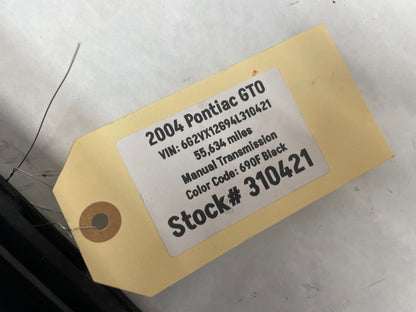 2004 Pontiac GTO
VIN: 6G2VX12G94L310421
55,634 miles
Manual Transmission
Color Code: 690F Black
Stock# 310421